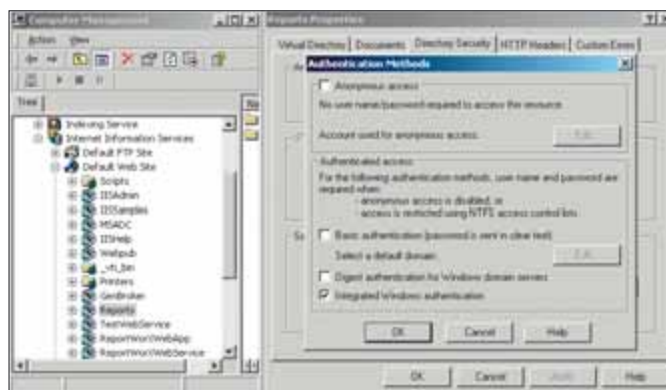 Computer Management
Action View
Tree
Indexing Service
Internet Information Services
Default FTP Site
Default Web Site
Scripts
IISAdmin
IISSamples
MSADC
IISHelp
Webpub
_vti_bin
Printers
GenBroker
Reports
TestWebService
ReportWorXWebApp
ReportWorXWebService
Reports Properties
Virtual Directory
Documents
Directory Security
HTTP Headers
Custom Errors
Authentication Methods
Anonymous access
No user name/password required to access this resource.
Account used for anonymous access:
Edit...
Authenticated access
For the following authentication methods, user name and password are
required when
- anonymous access is disabled, or
- access is restricted using NTFS access control lists
Basic authentication (password is sent in clear text)
Select a default domain:
Edit...
Digest authentication for Windows domain servers
Integrated Windows authentication
OK Cancel Help
OK Cancel Apply Help